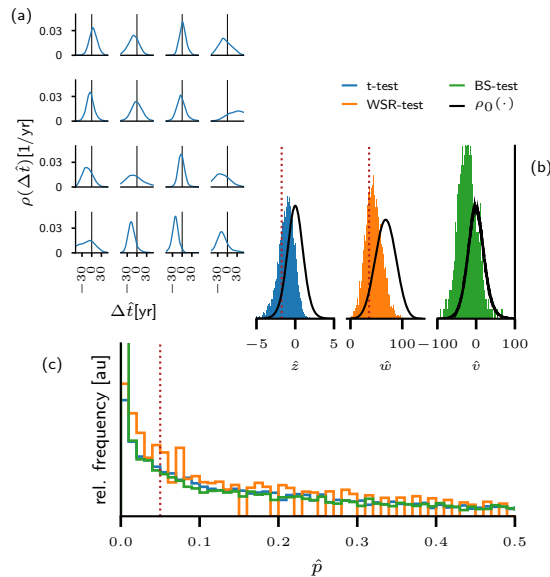 (a)
0.03
0
0.03
0
0.03
0
0.03
0
ρ(Δt̂)[1/yr]
−30 0 30 −30 0 30 −30 0 30 −30 0 30
Δt̂[yr]
t-test BS-test
WSR-test ρ₀(·)
(b)
−5 0 5 0 100 −100 0 100
ẑ ŵ v̂
(c)
rel. frequency [au]
0.0 0.1 0.2 0.3 0.4 0.5
p̂